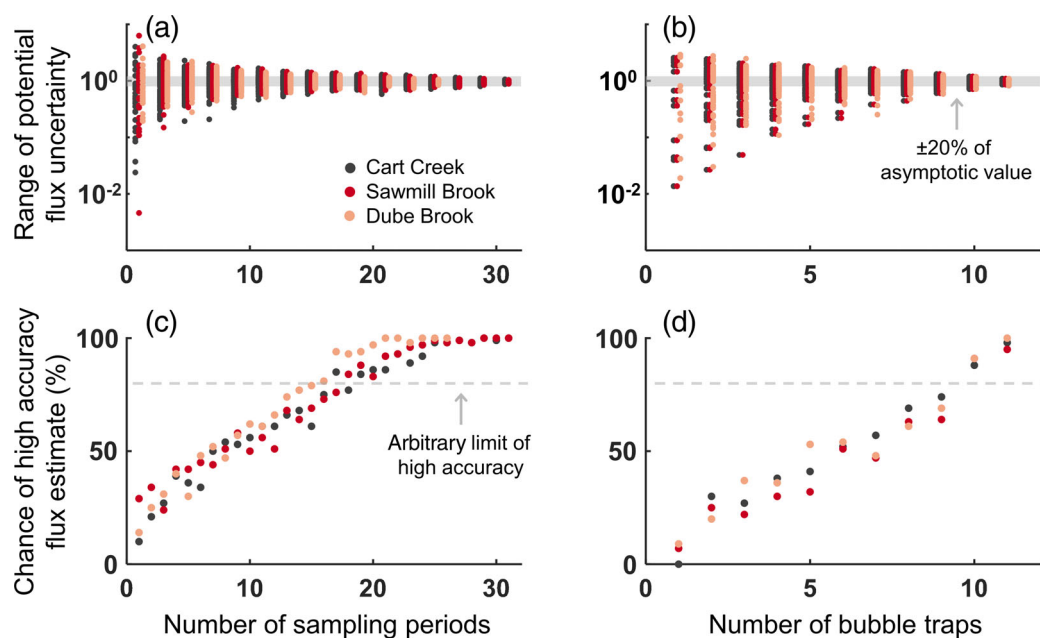 (a)
(b)
Range of potential
flux uncertainty
10⁰
10⁻²
Cart Creek
Sawmill Brook
Dube Brook
0
10
20
30
10⁰
10⁻²
±20% of
asymptotic value
0
5
10
(c)
(d)
Chance of high accuracy
flux estimate (%)
100
50
0
Arbitrary limit of
high accuracy
0
10
20
30
Number of sampling periods
100
50
0
0
5
10
Number of bubble traps